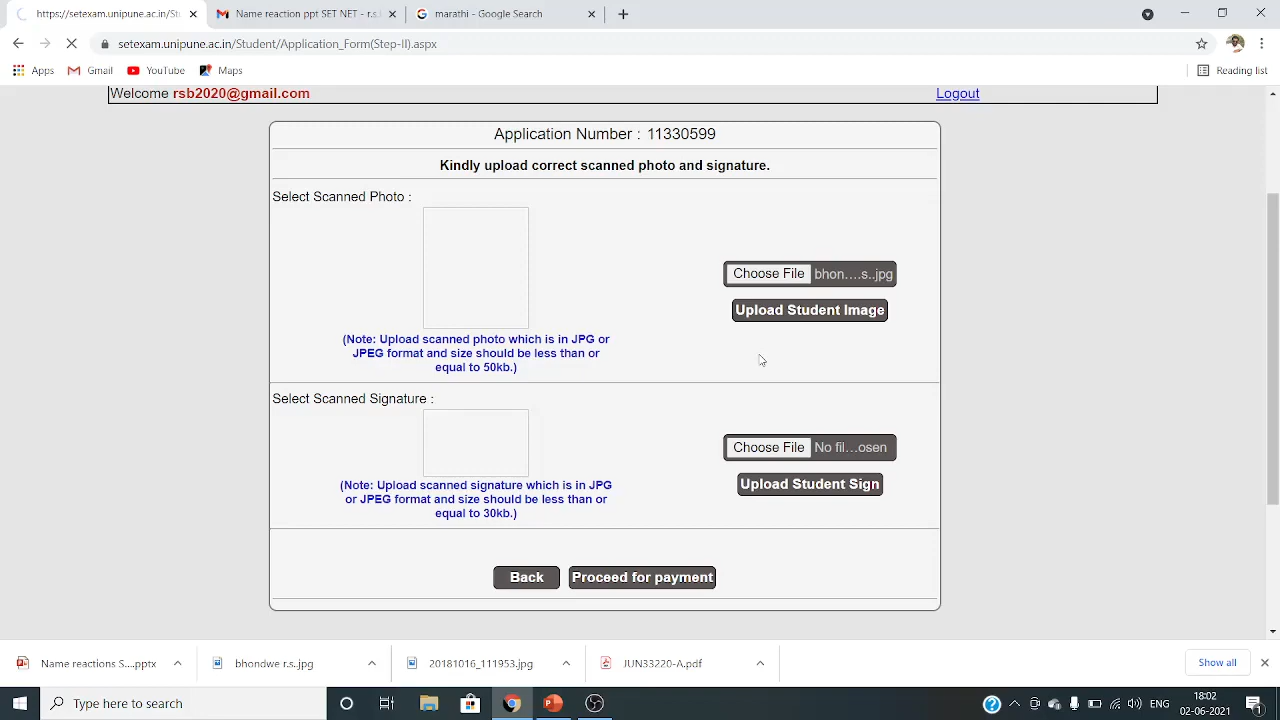 https://setexam.unipune.ac.in/St
Name reaction ppt SET NET - r.s.
marathi - Google Search
setexam.unipune.ac.in/Student/Application_Form(Step-II).aspx
Apps Gmail YouTube Maps Reading list
Welcome rsb2020@gmail.com Logout
Application Number : 11330599
Kindly upload correct scanned photo and signature.
Select Scanned Photo :
Choose File bhon....s..jpg
Upload Student Image
(Note: Upload scanned photo which is in JPG or
JPEG format and size should be less than or
equal to 50kb.)
Select Scanned Signature :
Choose File No fil...osen
Upload Student Sign
(Note: Upload scanned signature which is in JPG
or JPEG format and size should be less than or
equal to 30kb.)
Back Proceed for payment
Name reactions S....pptx bhondwe r.s.jpg 20181016_111953.jpg JUN33220-A.pdf Show all
Type here to search
ENG
18:02
02-06-2021
1